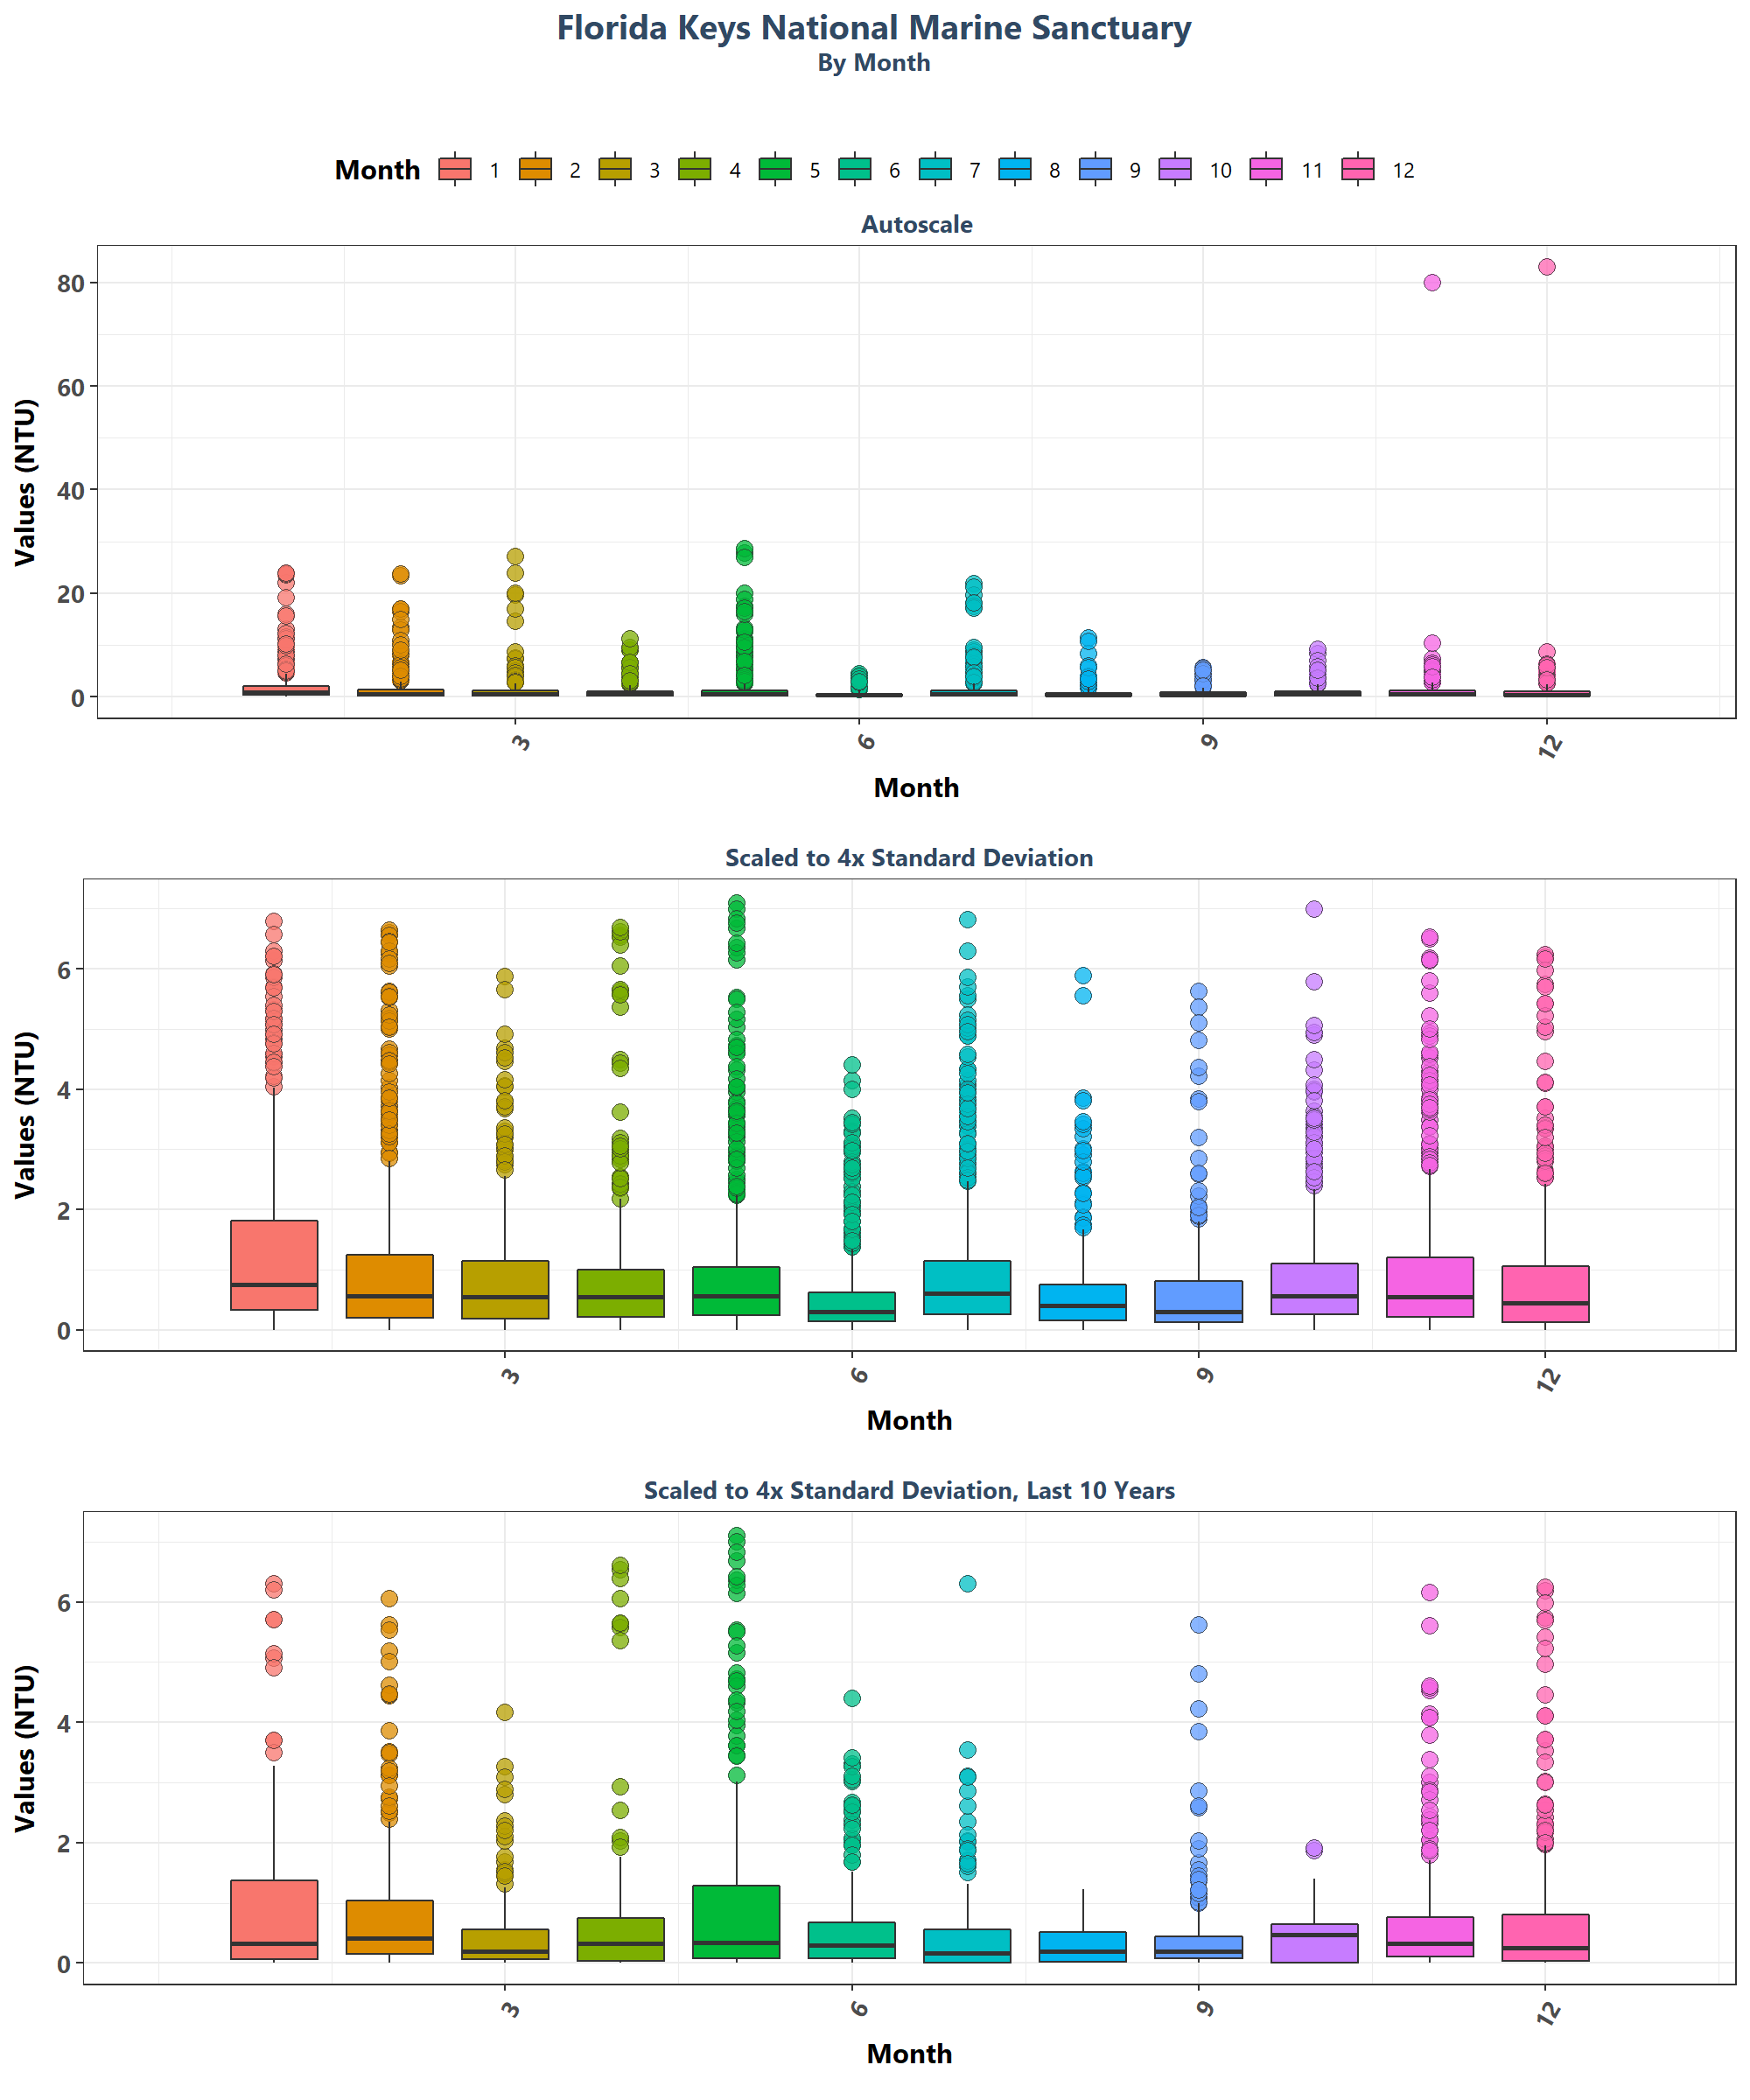 Florida Keys National Marine Sanctuary
By Month
Month 1 2 3 4 5 6 7 8 9 10 11 12
Autoscale
Values (NTU)
80
60
40
20
0
3 6 9 12
Month
Scaled to 4x Standard Deviation
Values (NTU)
6
4
2
0
3 6 9 12
Month
Scaled to 4x Standard Deviation, Last 10 Years
Values (NTU)
6
4
2
0
3 6 9 12
Month